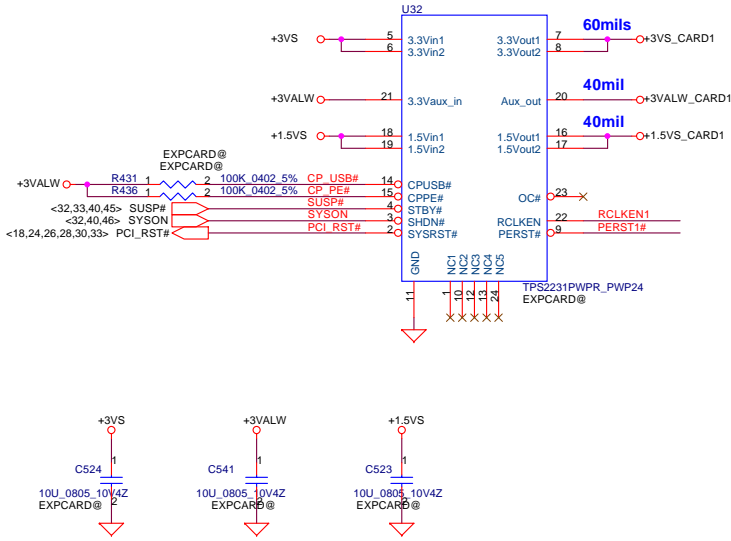 U32
60mils
+3VS 5 3.3Vin1 3.3Vout1 7 +3VS_CARD1
6 3.3Vin2 3.3Vout2 8
40mil
+3VALW 21 3.3Vaux_in Aux_out 20 +3VALW_CARD1
40mil
+1.5VS 18 1.5Vin1 1.5Vout1 16 +1.5VS_CARD1
19 1.5Vin2 1.5Vout2 17
EXPCARD@
EXPCARD@
+3VALW R431 1 2 100K_0402_5% CP_USB# 14 CPUSB#
R436 1 2 100K_0402_5% CP_PE# 15 CPPE# OC# 23
<32,33,40,45> SUSP# SUSP# 4 STBY#
<32,40,46> SYSON SYSON 3 SHDN# RCLKEN 22 RCLKEN1
<18,24,26,28,30,33> PCI_RST# PCI_RST# 2 SYSRST# PERST# 9 PERST1#
GND NC1 NC2 NC3 NC4 NC5
11 1 10 12 13 24
TPS2231PWPR_PWP24
EXPCARD@
+3VS +3VALW +1.5VS
1 1 1
C524 C541 C523
10U_0805_10V4Z 10U_0805_10V4Z 10U_0805_10V4Z
2 2 2
EXPCARD@ EXPCARD@ EXPCARD@